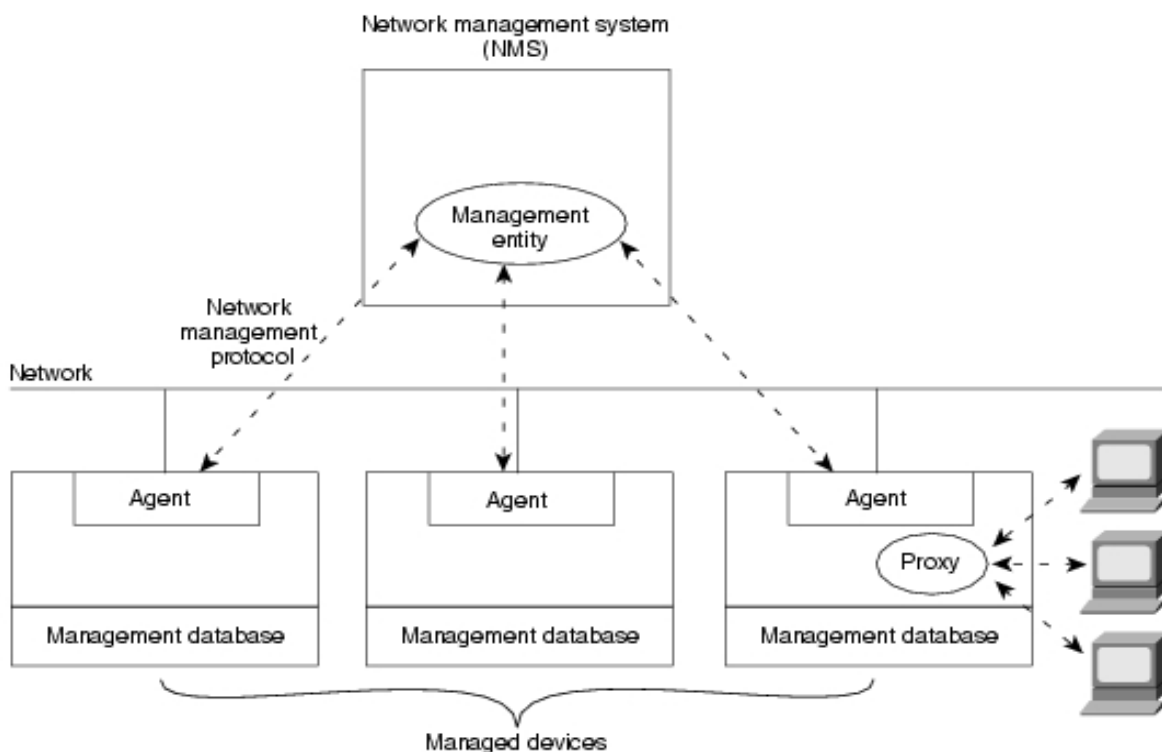 Network management system
(NMS)
Management
entity
Network
management
protocol
Network
Agent
Agent
Agent
Proxy
Management database
Management database
Management database
Managed devices